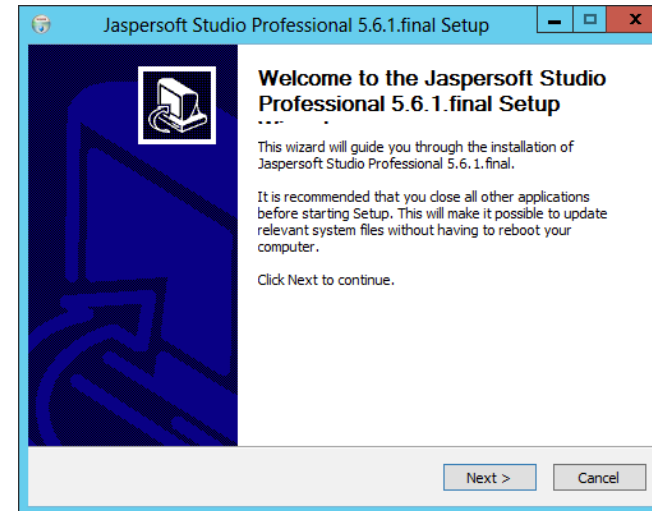 Jaspersoft Studio Professional 5.6.1.final Setup
Welcome to the Jaspersoft Studio
Professional 5.6.1.final Setup
This wizard will guide you through the installation of
Jaspersoft Studio Professional 5.6.1.final.
It is recommended that you close all other applications
before starting Setup. This will make it possible to update
relevant system files without having to reboot your
computer.
Click Next to continue.
Next >
Cancel